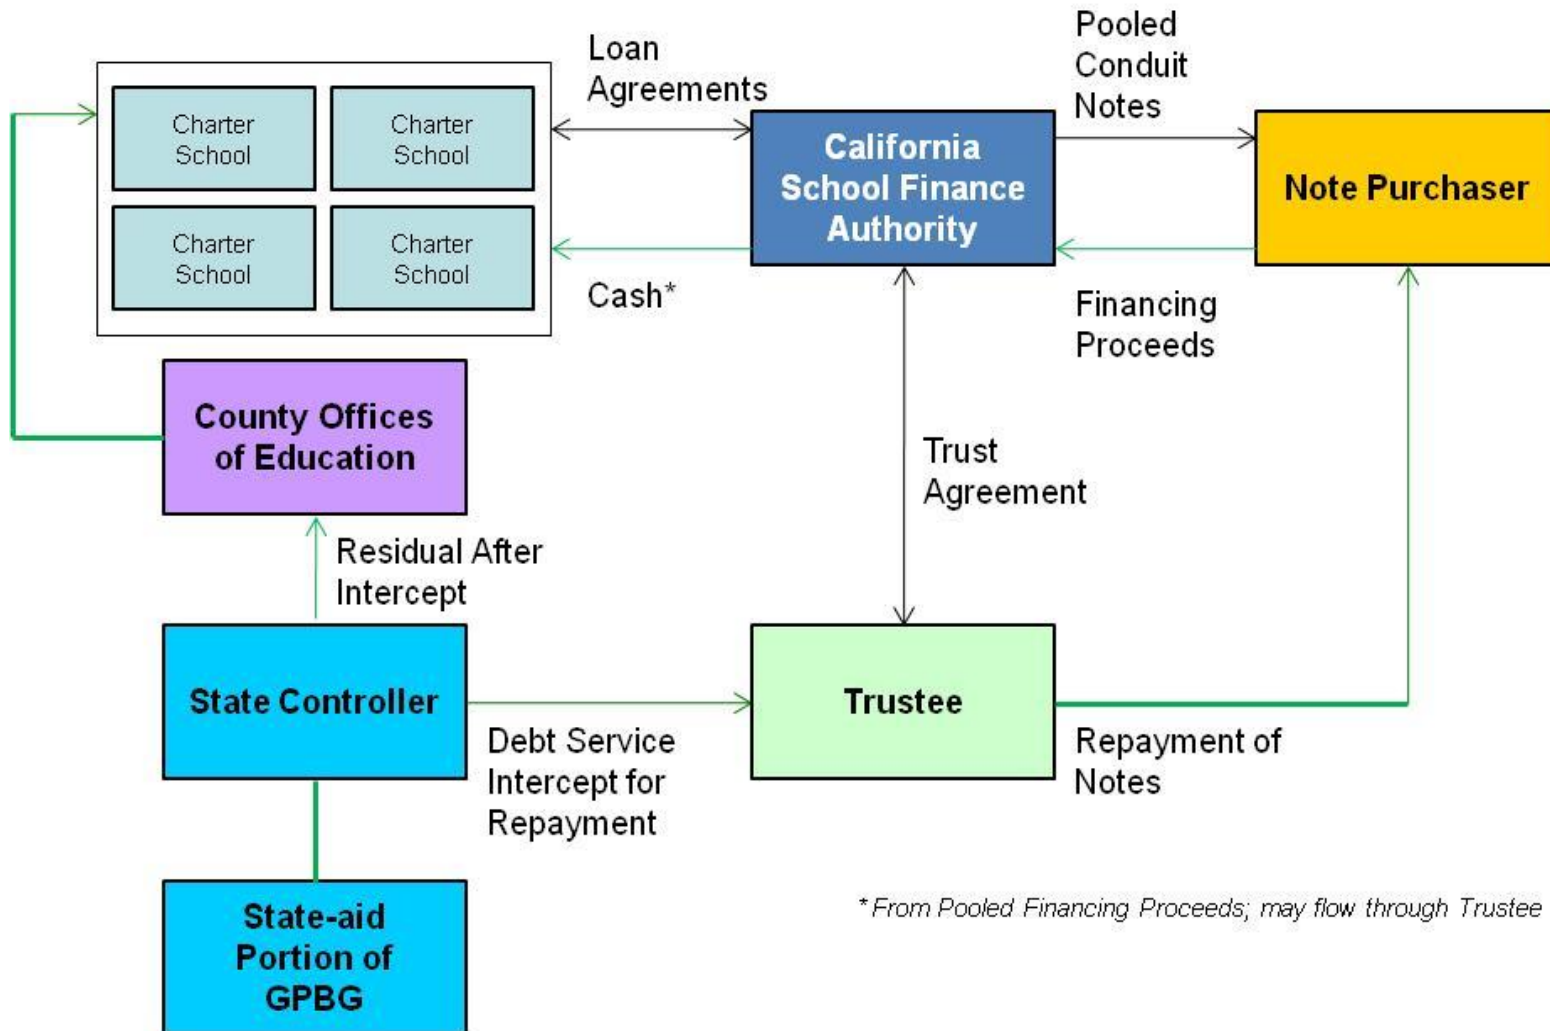 Loan
Agreements
Pooled
Conduit
Notes
Charter
School
Charter
School
Charter
School
Charter
School
California
School Finance
Authority
Note Purchaser
Cash*
Financing
Proceeds
County Offices
of Education
Trust
Agreement
Residual After
Intercept
State Controller
Debt Service
Intercept for
Repayment
Trustee
Repayment of
Notes
State-aid
Portion of
GPBG
*From Pooled Financing Proceeds; may flow through Trustee